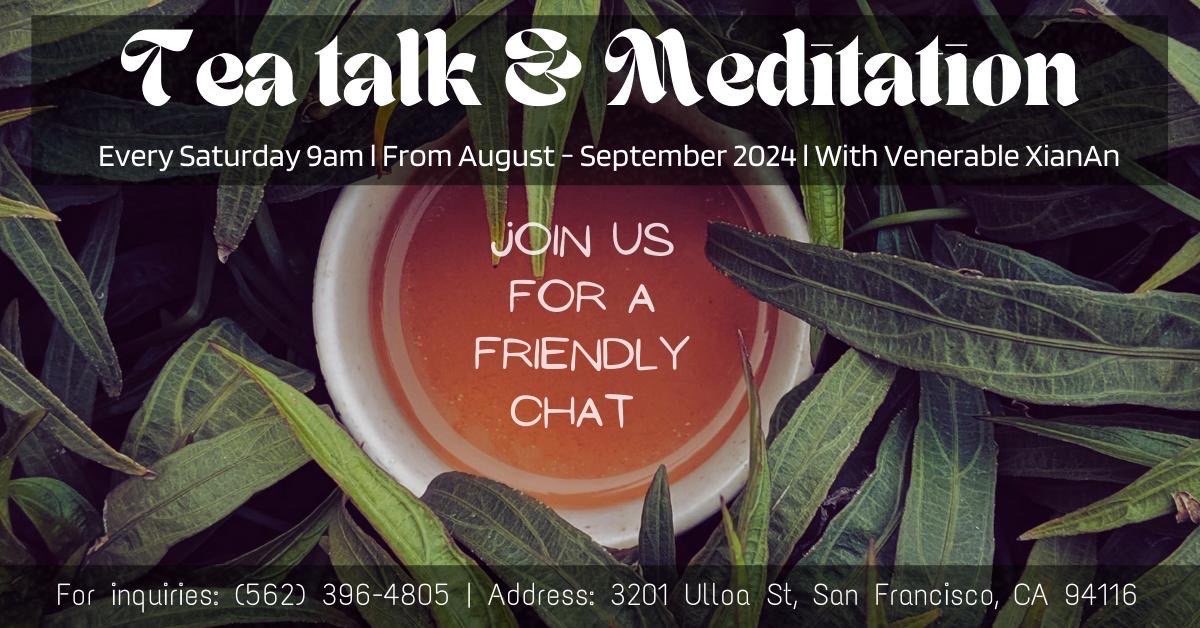 Tea talk & Meditation
Every Saturday 9am | From August - September 2024 | With Venerable XianAn
JOIN US
FOR A
FRIENDLY
CHAT
For inquiries: (562) 396-4805 | Address: 3201 Ulloa St, San Francisco, CA 94116